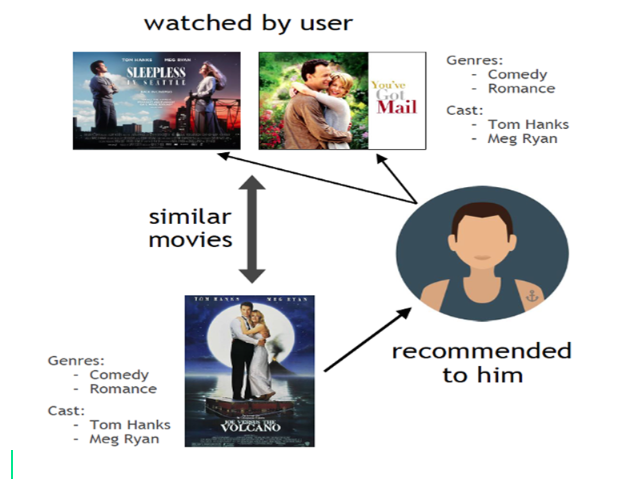 watched by user
TOM HANKS MEG RYAN
SLEEPLESS
IN SEATTLE
You've
Got
Mail
Genres:
- Comedy
- Romance
Cast:
- Tom Hanks
- Meg Ryan
similar
movies
TOM HANKS MEG RYAN
JOE VERSUS THE
VOLCANO
Genres:
- Comedy
- Romance
Cast:
- Tom Hanks
- Meg Ryan
recommended
to him